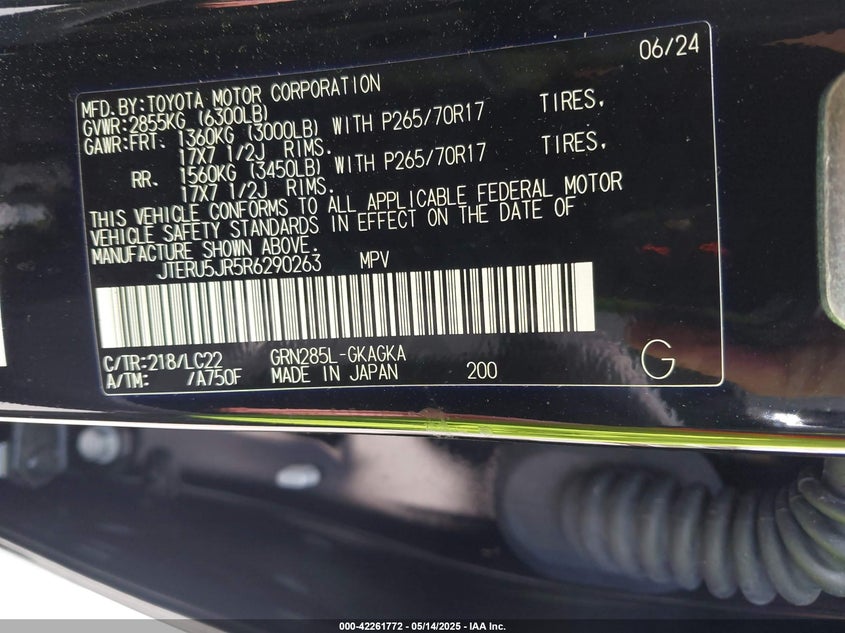 06/24
MFD.BY:TOYOTA MOTOR CORPORATION
GVWR:2855KG (6300LB)
GAWR:FRT. 1360KG (3000LB) WITH P265/70R17 TIRES,
17X7 1/2J RIMS.
RR. 1560KG (3450LB) WITH P265/70R17 TIRES,
17X7 1/2J RIMS.
THIS VEHICLE CONFORMS TO ALL APPLICABLE FEDERAL MOTOR
VEHICLE SAFETY STANDARDS IN EFFECT ON THE DATE OF
MANUFACTURE SHOWN ABOVE.
JTERU5JR5R6290263 MPV
C/TR:218/LC22 GRN285L-GKAGKA
A/TM: /A750F MADE IN JAPAN 200 G
000-42261772 - 05/14/2025 - IAA Inc.